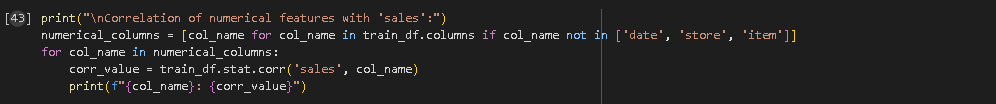 [43] print("\nCorrelation of numerical features with 'sales':")
numerical_columns = [col_name for col_name in train_df.columns if col_name not in ['date', 'store', 'item']]
for col_name in numerical_columns:
    corr_value = train_df.stat.corr('sales', col_name)
    print(f"{col_name}: {corr_value}")